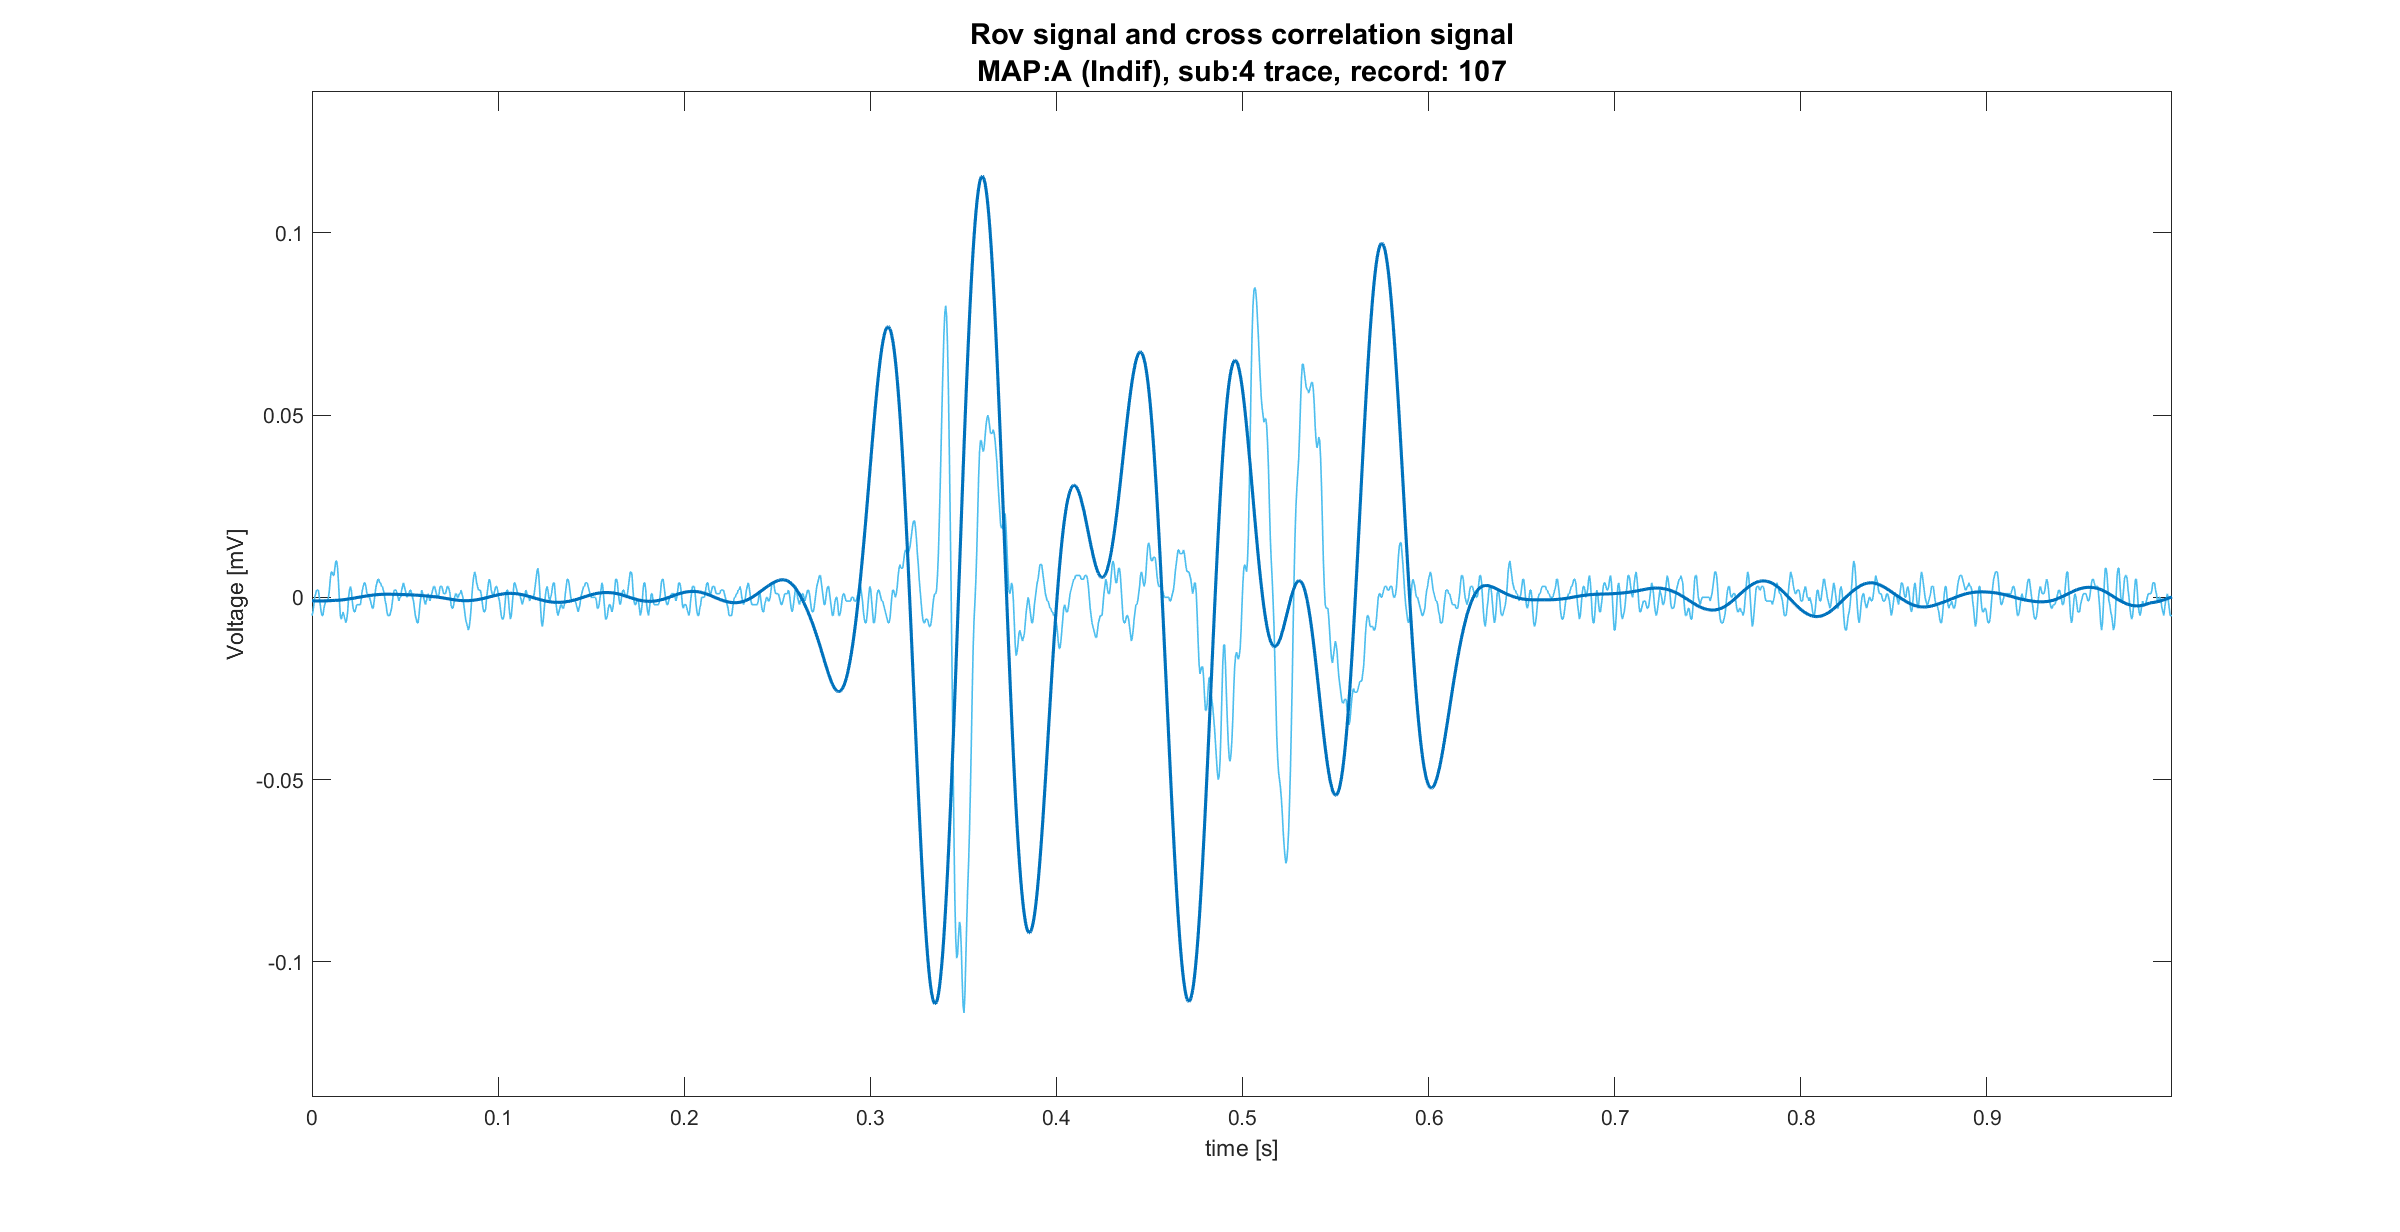 Rov signal and cross correlation signal
MAP:A (Indif), sub:4 trace, record: 107
0.1
0.05
0
-0.05
-0.1
Voltage [mV]
0 0.1 0.2 0.3 0.4 0.5 0.6 0.7 0.8 0.9
time [s]